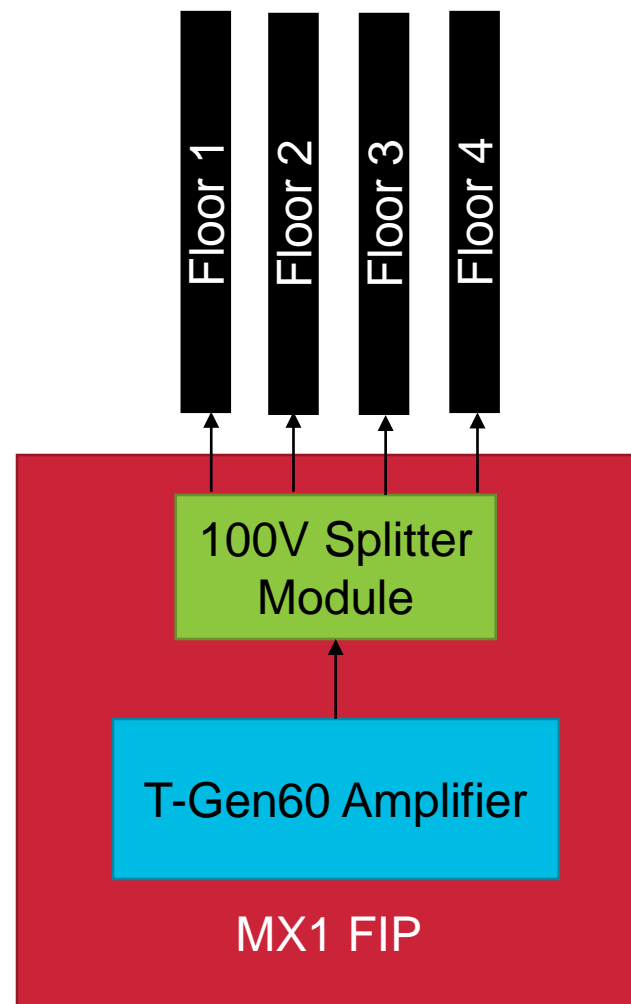 Floor 1
Floor 2
Floor 3
Floor 4
100V Splitter
Module
T-Gen60 Amplifier
MX1 FIP